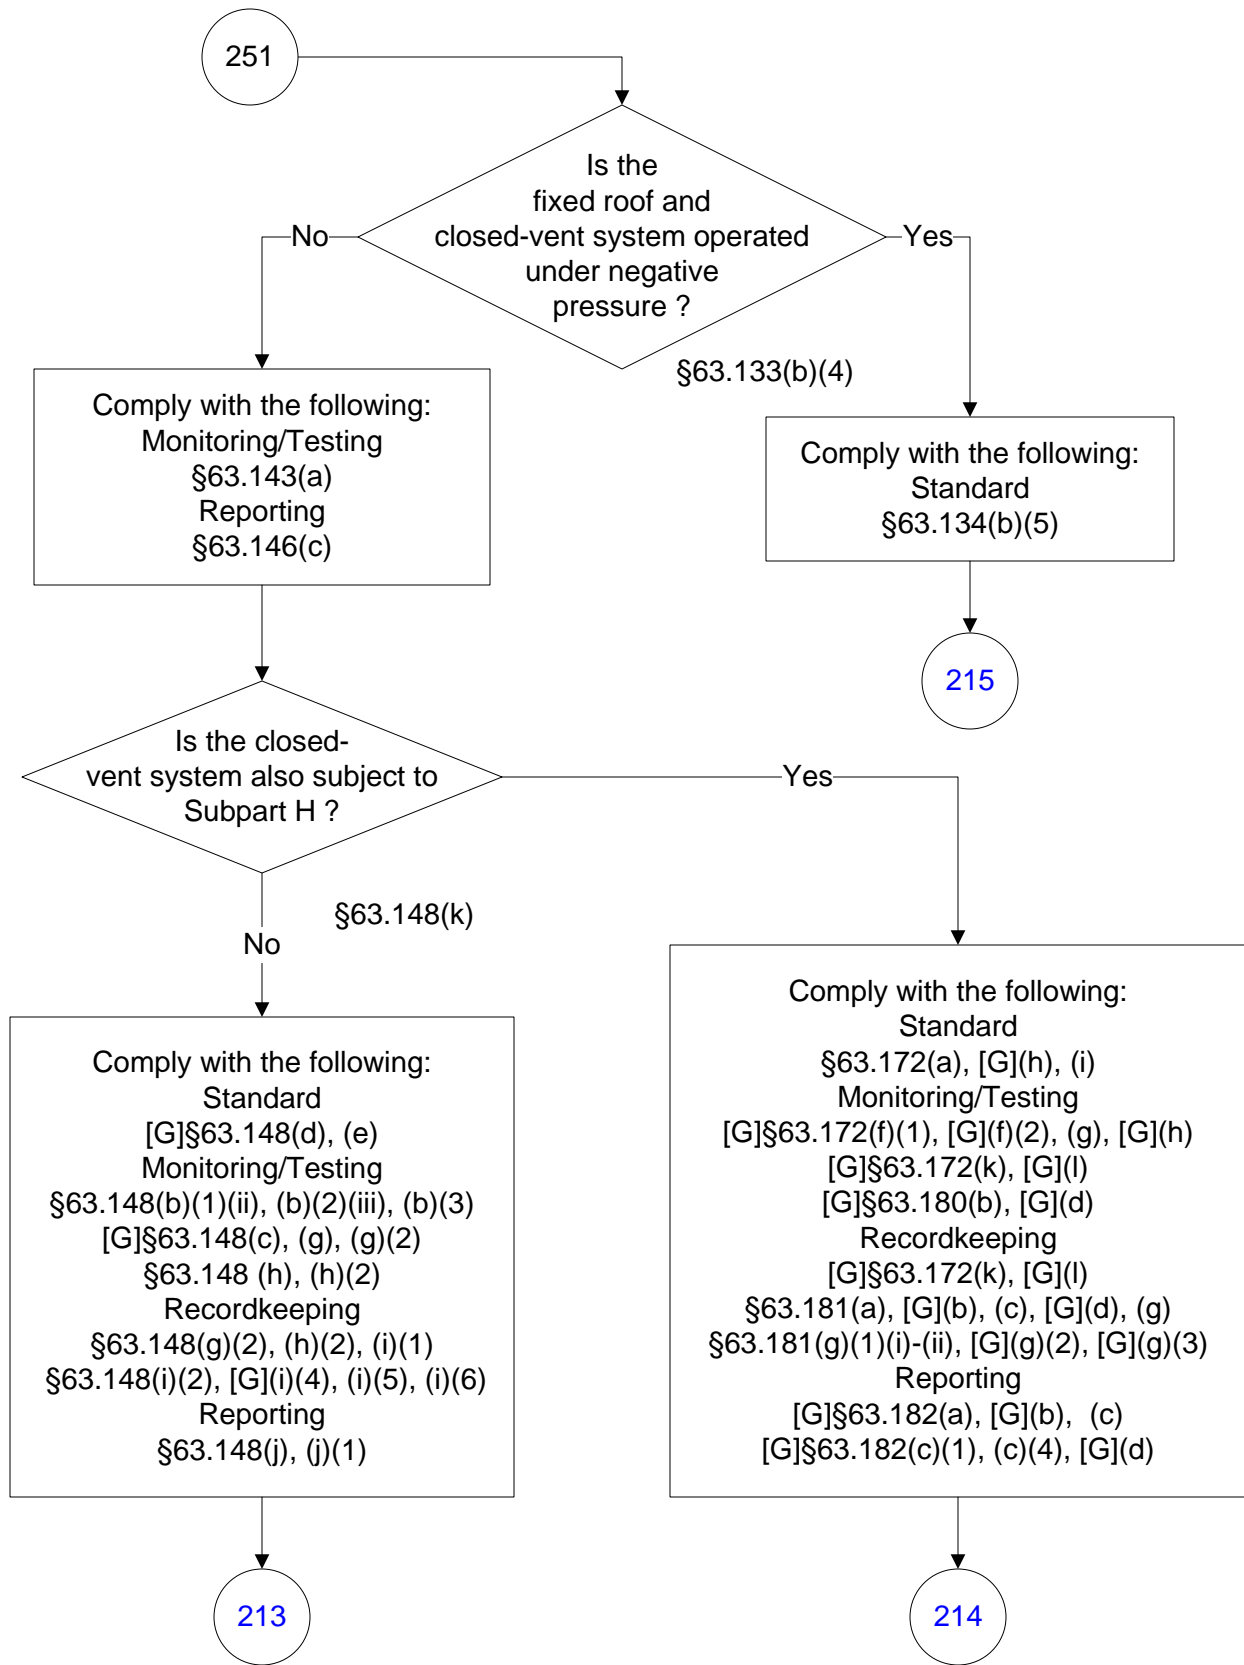 251
Is the
fixed roof and
closed-vent system operated
under negative
pressure ?
No
Yes
§63.133(b)(4)
Comply with the following:
Monitoring/Testing
§63.143(a)
Reporting
§63.146(c)
Comply with the following:
Standard
§63.134(b)(5)
215
Is the closed-
vent system also subject to
Subpart H ?
Yes
§63.148(k)
No
Comply with the following:
Standard
[G]§63.148(d), (e)
Monitoring/Testing
§63.148(b)(1)(ii), (b)(2)(iii), (b)(3)
[G]§63.148(c), (g), (g)(2)
§63.148 (h), (h)(2)
Recordkeeping
§63.148(g)(2), (h)(2), (i)(1)
§63.148(i)(2), [G](i)(4), (i)(5), (i)(6)
Reporting
§63.148(j), (j)(1)
Comply with the following:
Standard
§63.172(a), [G](h), (i)
Monitoring/Testing
[G]§63.172(f)(1), [G](f)(2), (g), [G](h)
[G]§63.172(k), [G](l)
[G]§63.180(b), [G](d)
Recordkeeping
[G]§63.172(k), [G](l)
§63.181(a), [G](b), (c), [G](d), (g)
§63.181(g)(1)(i)-(ii), [G](g)(2), [G](g)(3)
Reporting
[G]§63.182(a), [G](b), (c)
[G]§63.182(c)(1), (c)(4), [G](d)
213
214